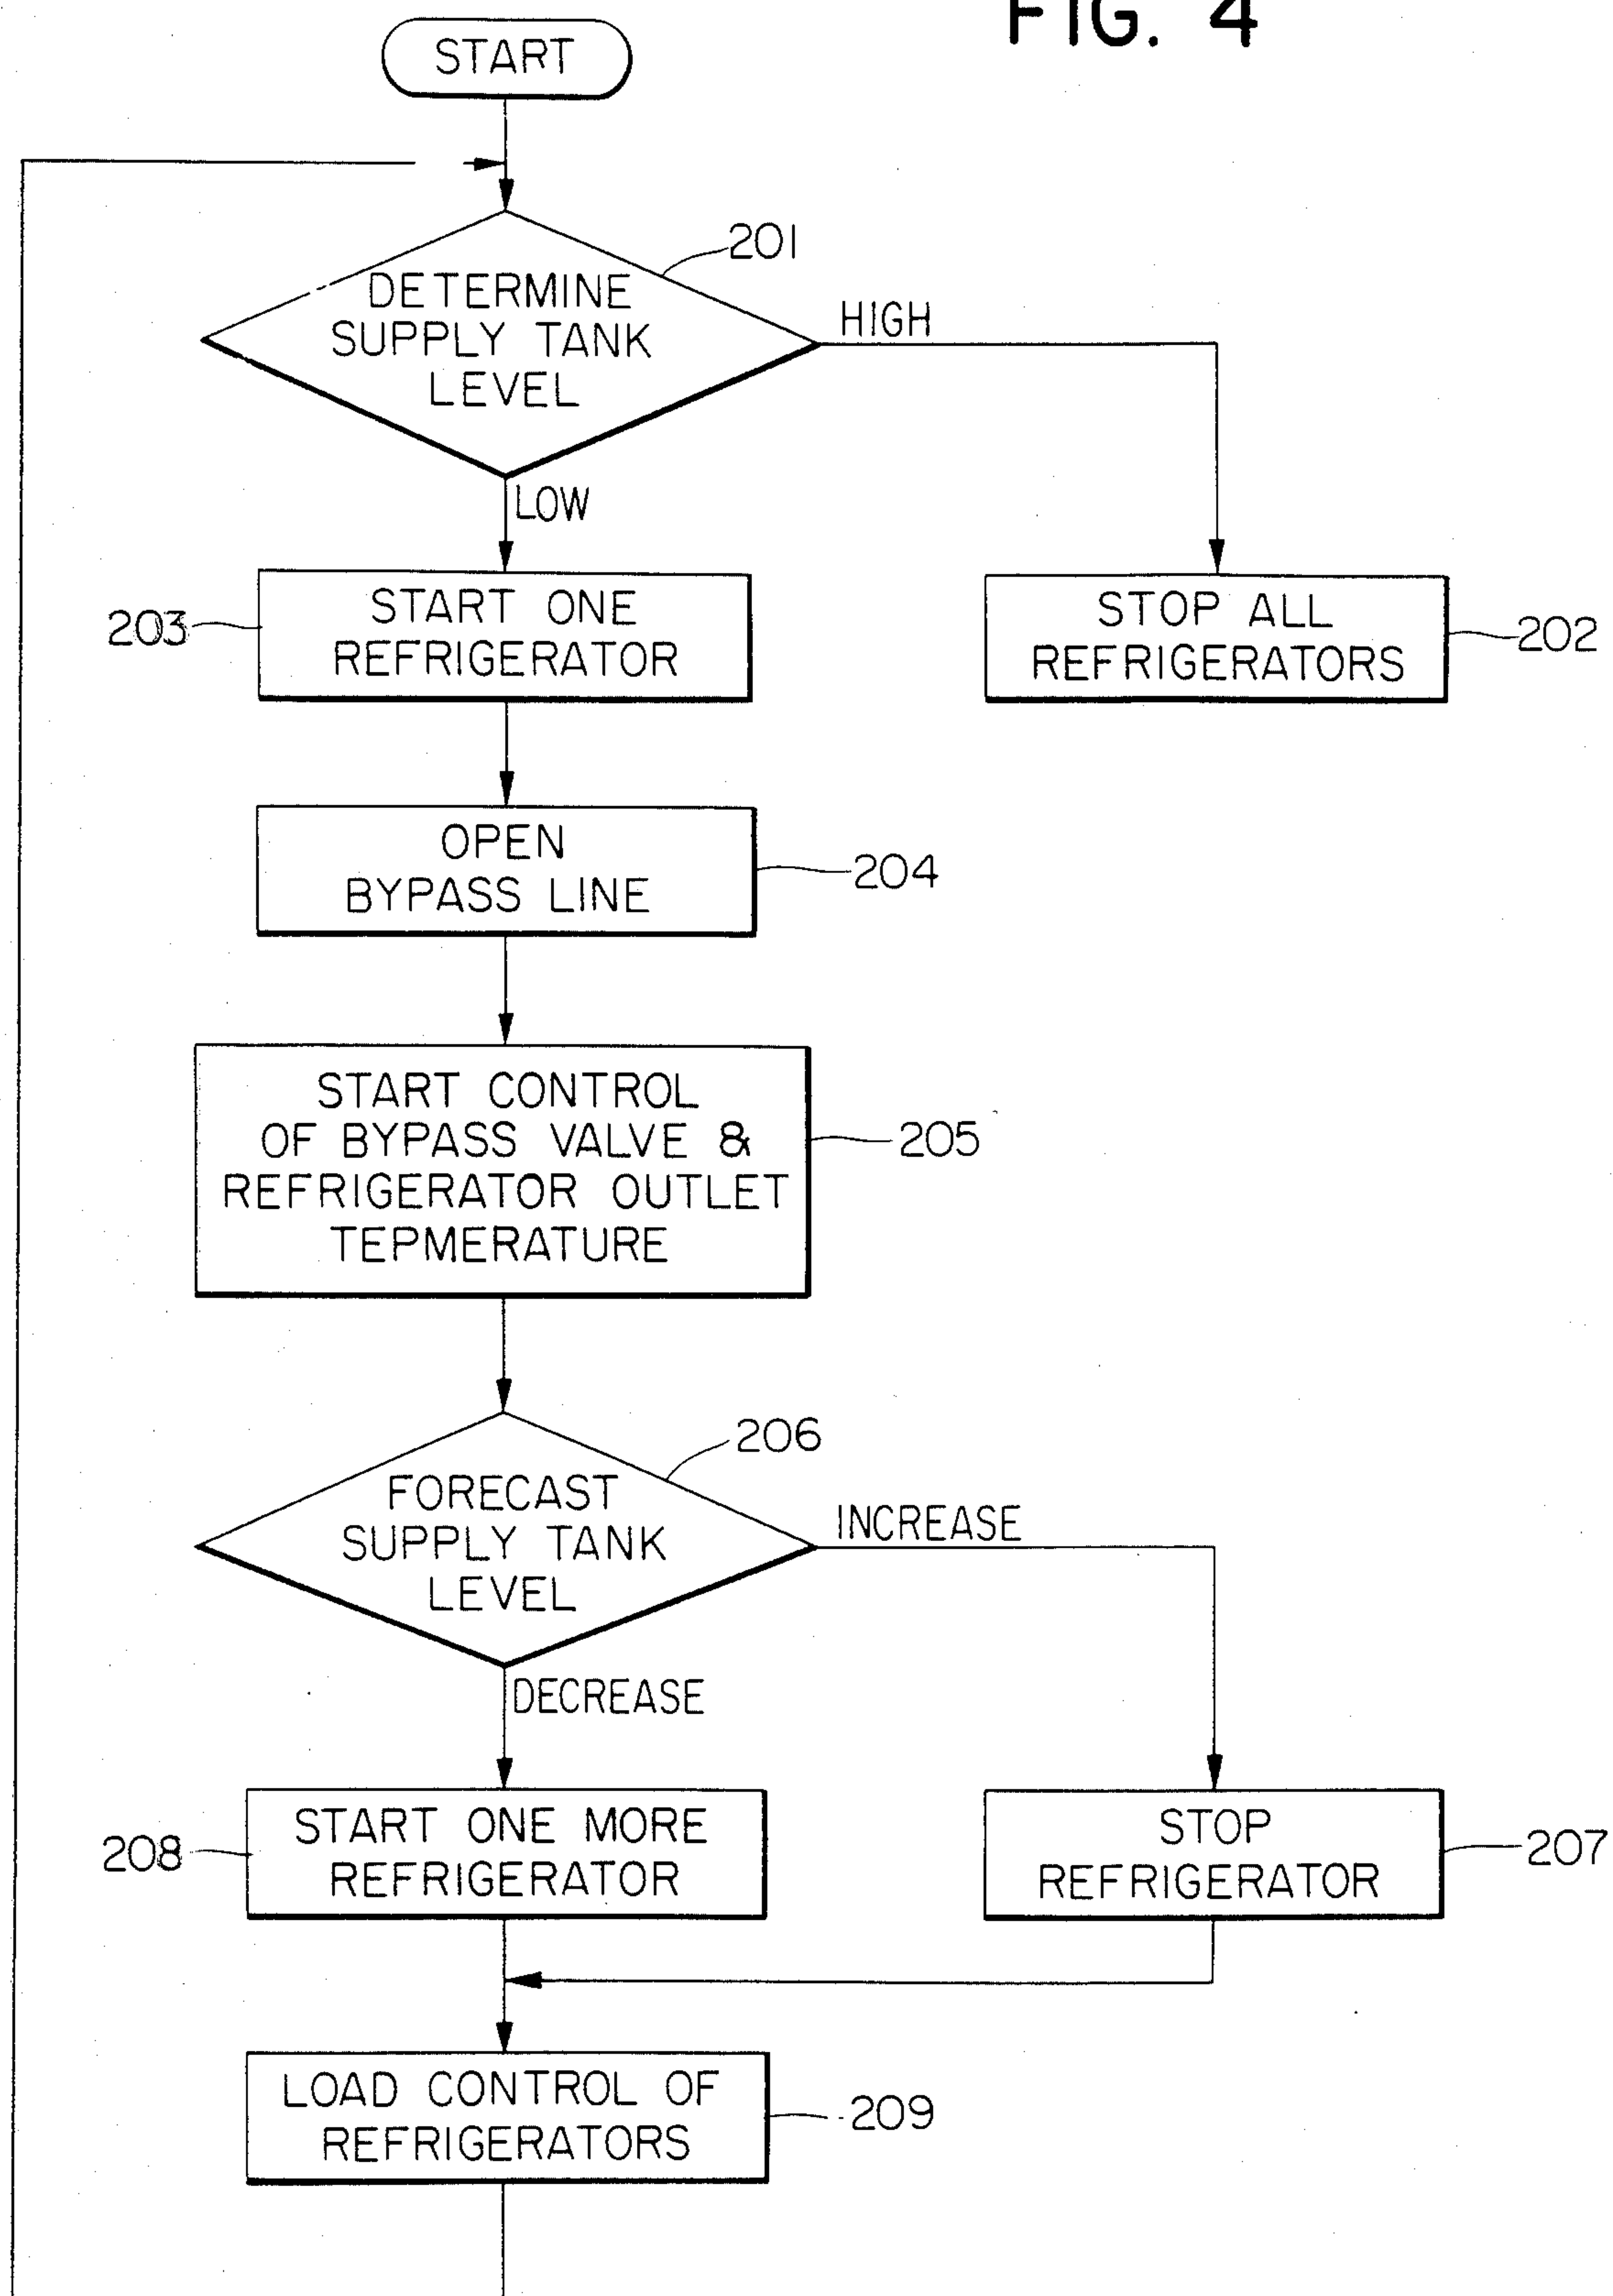 FIG. 4
START
201
DETERMINE
SUPPLY TANK
LEVEL
HIGH
LOW
203
START ONE
REFRIGERATOR
STOP ALL
REFRIGERATORS
202
OPEN
BYPASS LINE
204
START CONTROL
OF BYPASS VALVE &
REFRIGERATOR OUTLET
TEPMERATURE
205
206
FORECAST
SUPPLY TANK
LEVEL
INCREASE
DECREASE
208
START ONE MORE
REFRIGERATOR
STOP
REFRIGERATOR
207
LOAD CONTROL OF
REFRIGERATORS
209